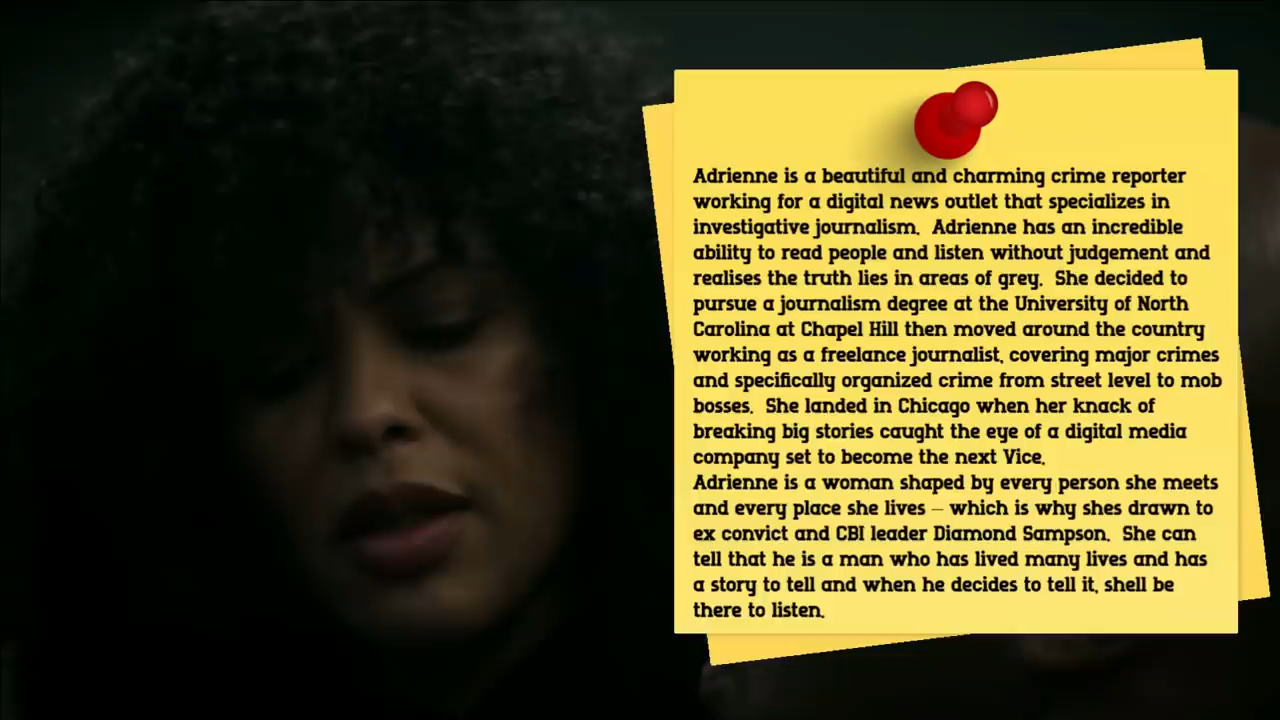 Adrienne is a beautiful and charming crime reporter
working for a digital news outlet that specializes in
investigative journalism.  Adrienne has an incredible
ability to read people and listen without judgement and
realises the truth lies in areas of grey.  She decided to
pursue a journalism degree at the University of North
Carolina at Chapel Hill then moved around the country
working as a freelance journalist, covering major crimes
and specifically organized crime from street level to mob
bosses.  She landed in Chicago when her knack of
breaking big stories caught the eye of a digital media
company set to become the next Vice.
Adrienne is a woman shaped by every person she meets
and every place she lives – which is why shes drawn to
ex convict and CBI leader Diamond Sampson.  She can
tell that he is a man who has lived many lives and has
a story to tell and when he decides to tell it, shell be
there to listen.